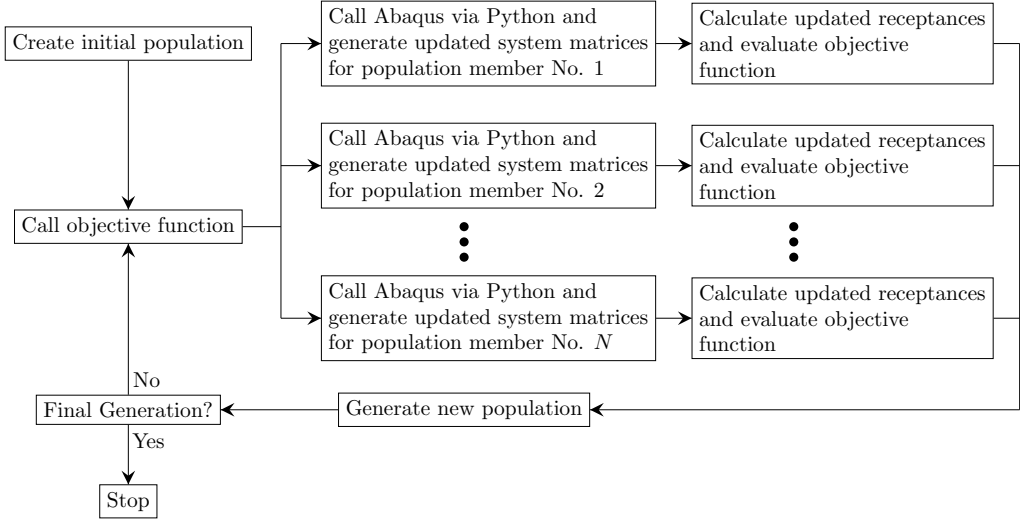 Create initial population
Call Abaqus via Python and
generate updated system matrices
for population member No. 1
Calculate updated receptances
and evaluate objective
function
Call Abaqus via Python and
generate updated system matrices
for population member No. 2
Calculate updated receptances
and evaluate objective
function
Call objective function
Call Abaqus via Python and
generate updated system matrices
for population member No. N
Calculate updated receptances
and evaluate objective
function
No
Final Generation?
Generate new population
Yes
Stop